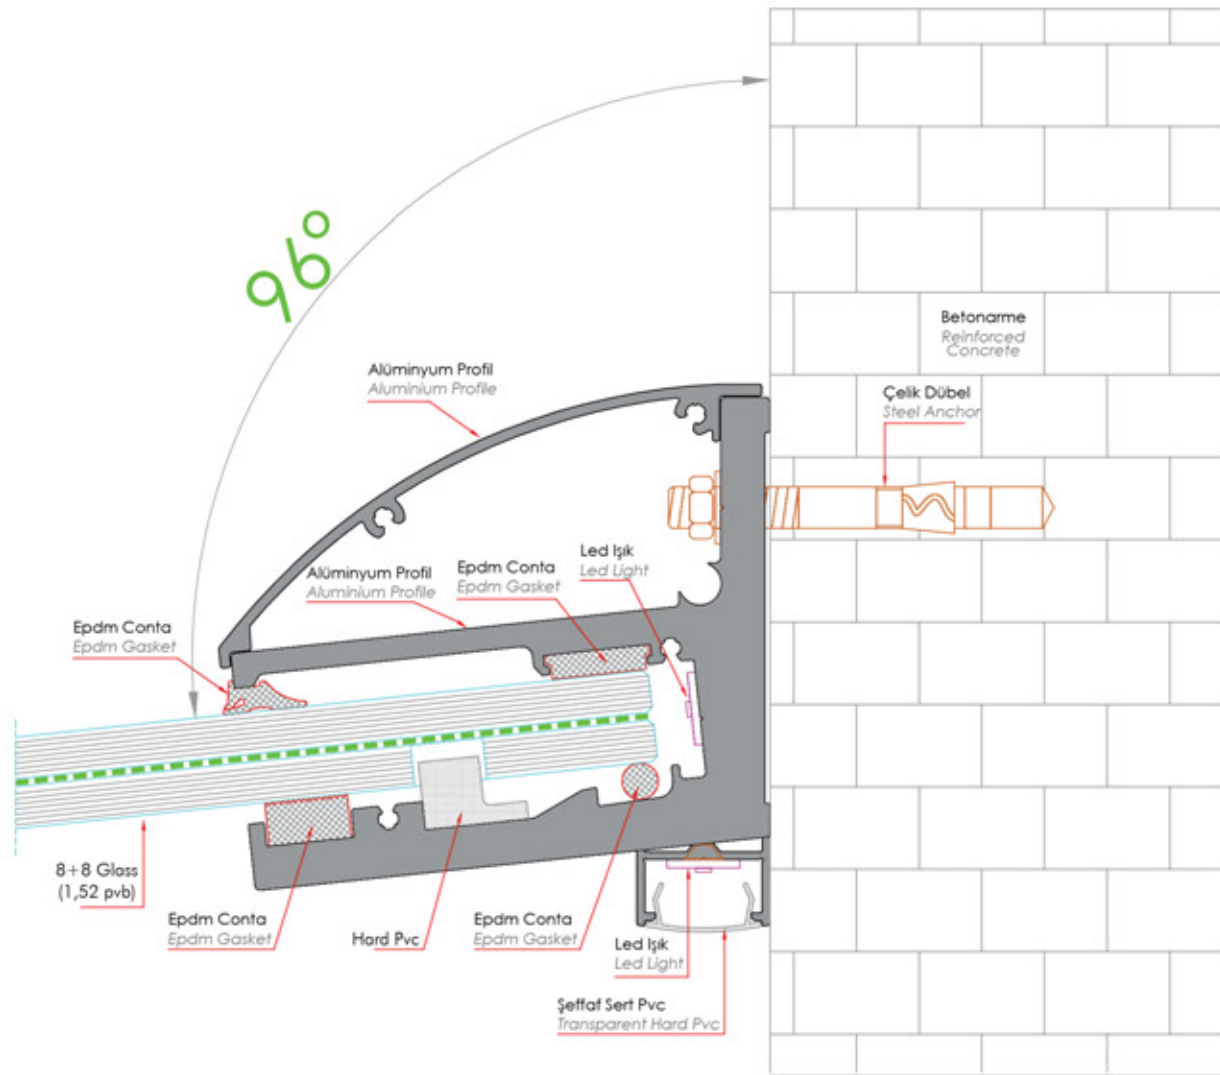 96°
Betonarme
Reinforced
Concrete
Alüminyum Profil
Aluminium Profile
Çelik Dübel
Steel Anchor
Led Işık
Led Light
Epdm Conta
Epdm Gasket
Alüminyum Profil
Aluminium Profile
Epdm Conta
Epdm Gasket
8+8 Glass
(1,52 pvb)
Epdm Conta
Epdm Gasket
Hard Pvc
Epdm Conta
Epdm Gasket
Led Işık
Led Light
Şeffaf Sert Pvc
Transparent Hard Pvc